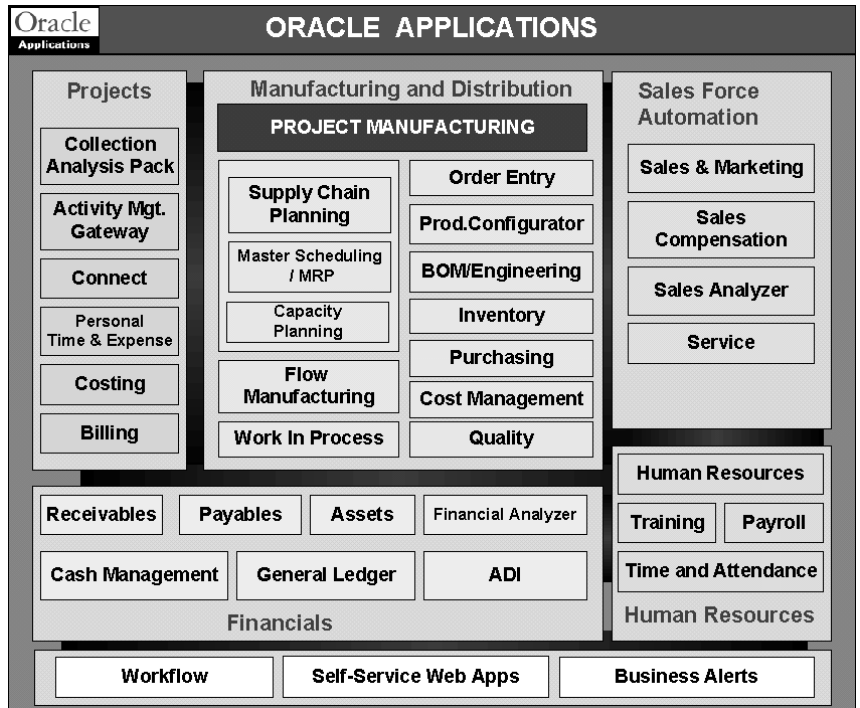 Oracle
Applications
ORACLE APPLICATIONS
Projects
Collection
Analysis Pack
Activity Mgt.
Gateway
Connect
Personal
Time & Expense
Costing
Billing
Manufacturing and Distribution
PROJECT MANUFACTURING
Supply Chain
Planning
Master Scheduling
/ MRP
Capacity
Planning
Flow
Manufacturing
Work In Process
Order Entry
Prod.Configurator
BOM/Engineering
Inventory
Purchasing
Cost Management
Quality
Sales Force
Automation
Sales & Marketing
Sales
Compensation
Sales Analyzer
Service
Receivables
Payables
Assets
Financial Analyzer
Cash Management
General Ledger
ADI
Financials
Human Resources
Training
Payroll
Time and Attendance
Human Resources
Workflow
Self-Service Web Apps
Business Alerts